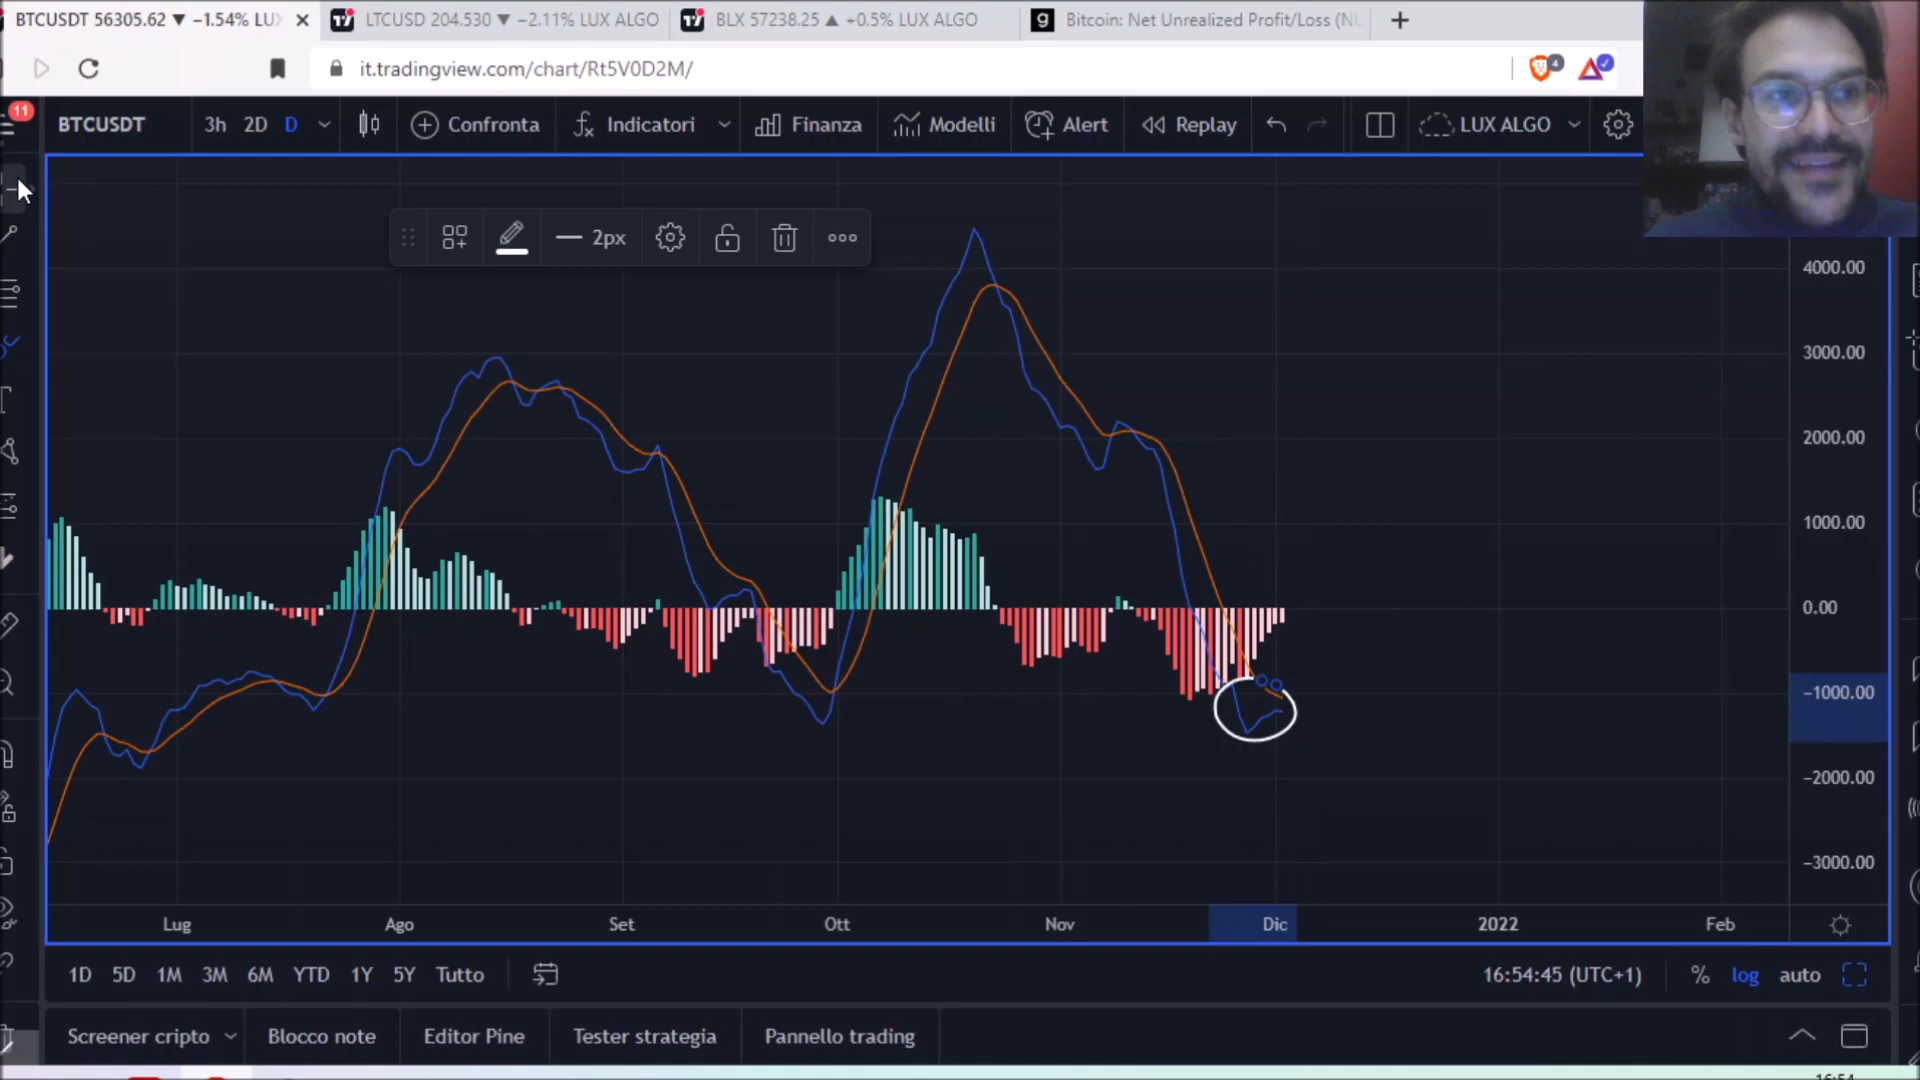 BTCUSDT 56305.62 ▼ −1.54% LUX
LTCUSD 204.530 ▼ −2.11% LUX ALGO
BLX 57238.25 ▲ +0.5% LUX ALGO
Bitcoin: Net Unrealized Profit/Loss (NU
it.tradingview.com/chart/Rt5V0D2M/
4
11
BTCUSDT
3h 2D D
Confronta
Indicatori
Finanza
Modelli
Alert
Replay
LUX ALGO
2px
4000.00
3000.00
2000.00
1000.00
0.00
−1000.00
−2000.00
−3000.00
Lug Ago Set Ott Nov Dic 2022 Feb
1D 5D 1M 3M 6M YTD 1Y 5Y Tutto
16:54:45 (UTC+1)
% log auto
Screener cripto
Blocco note
Editor Pine
Tester strategia
Pannello trading